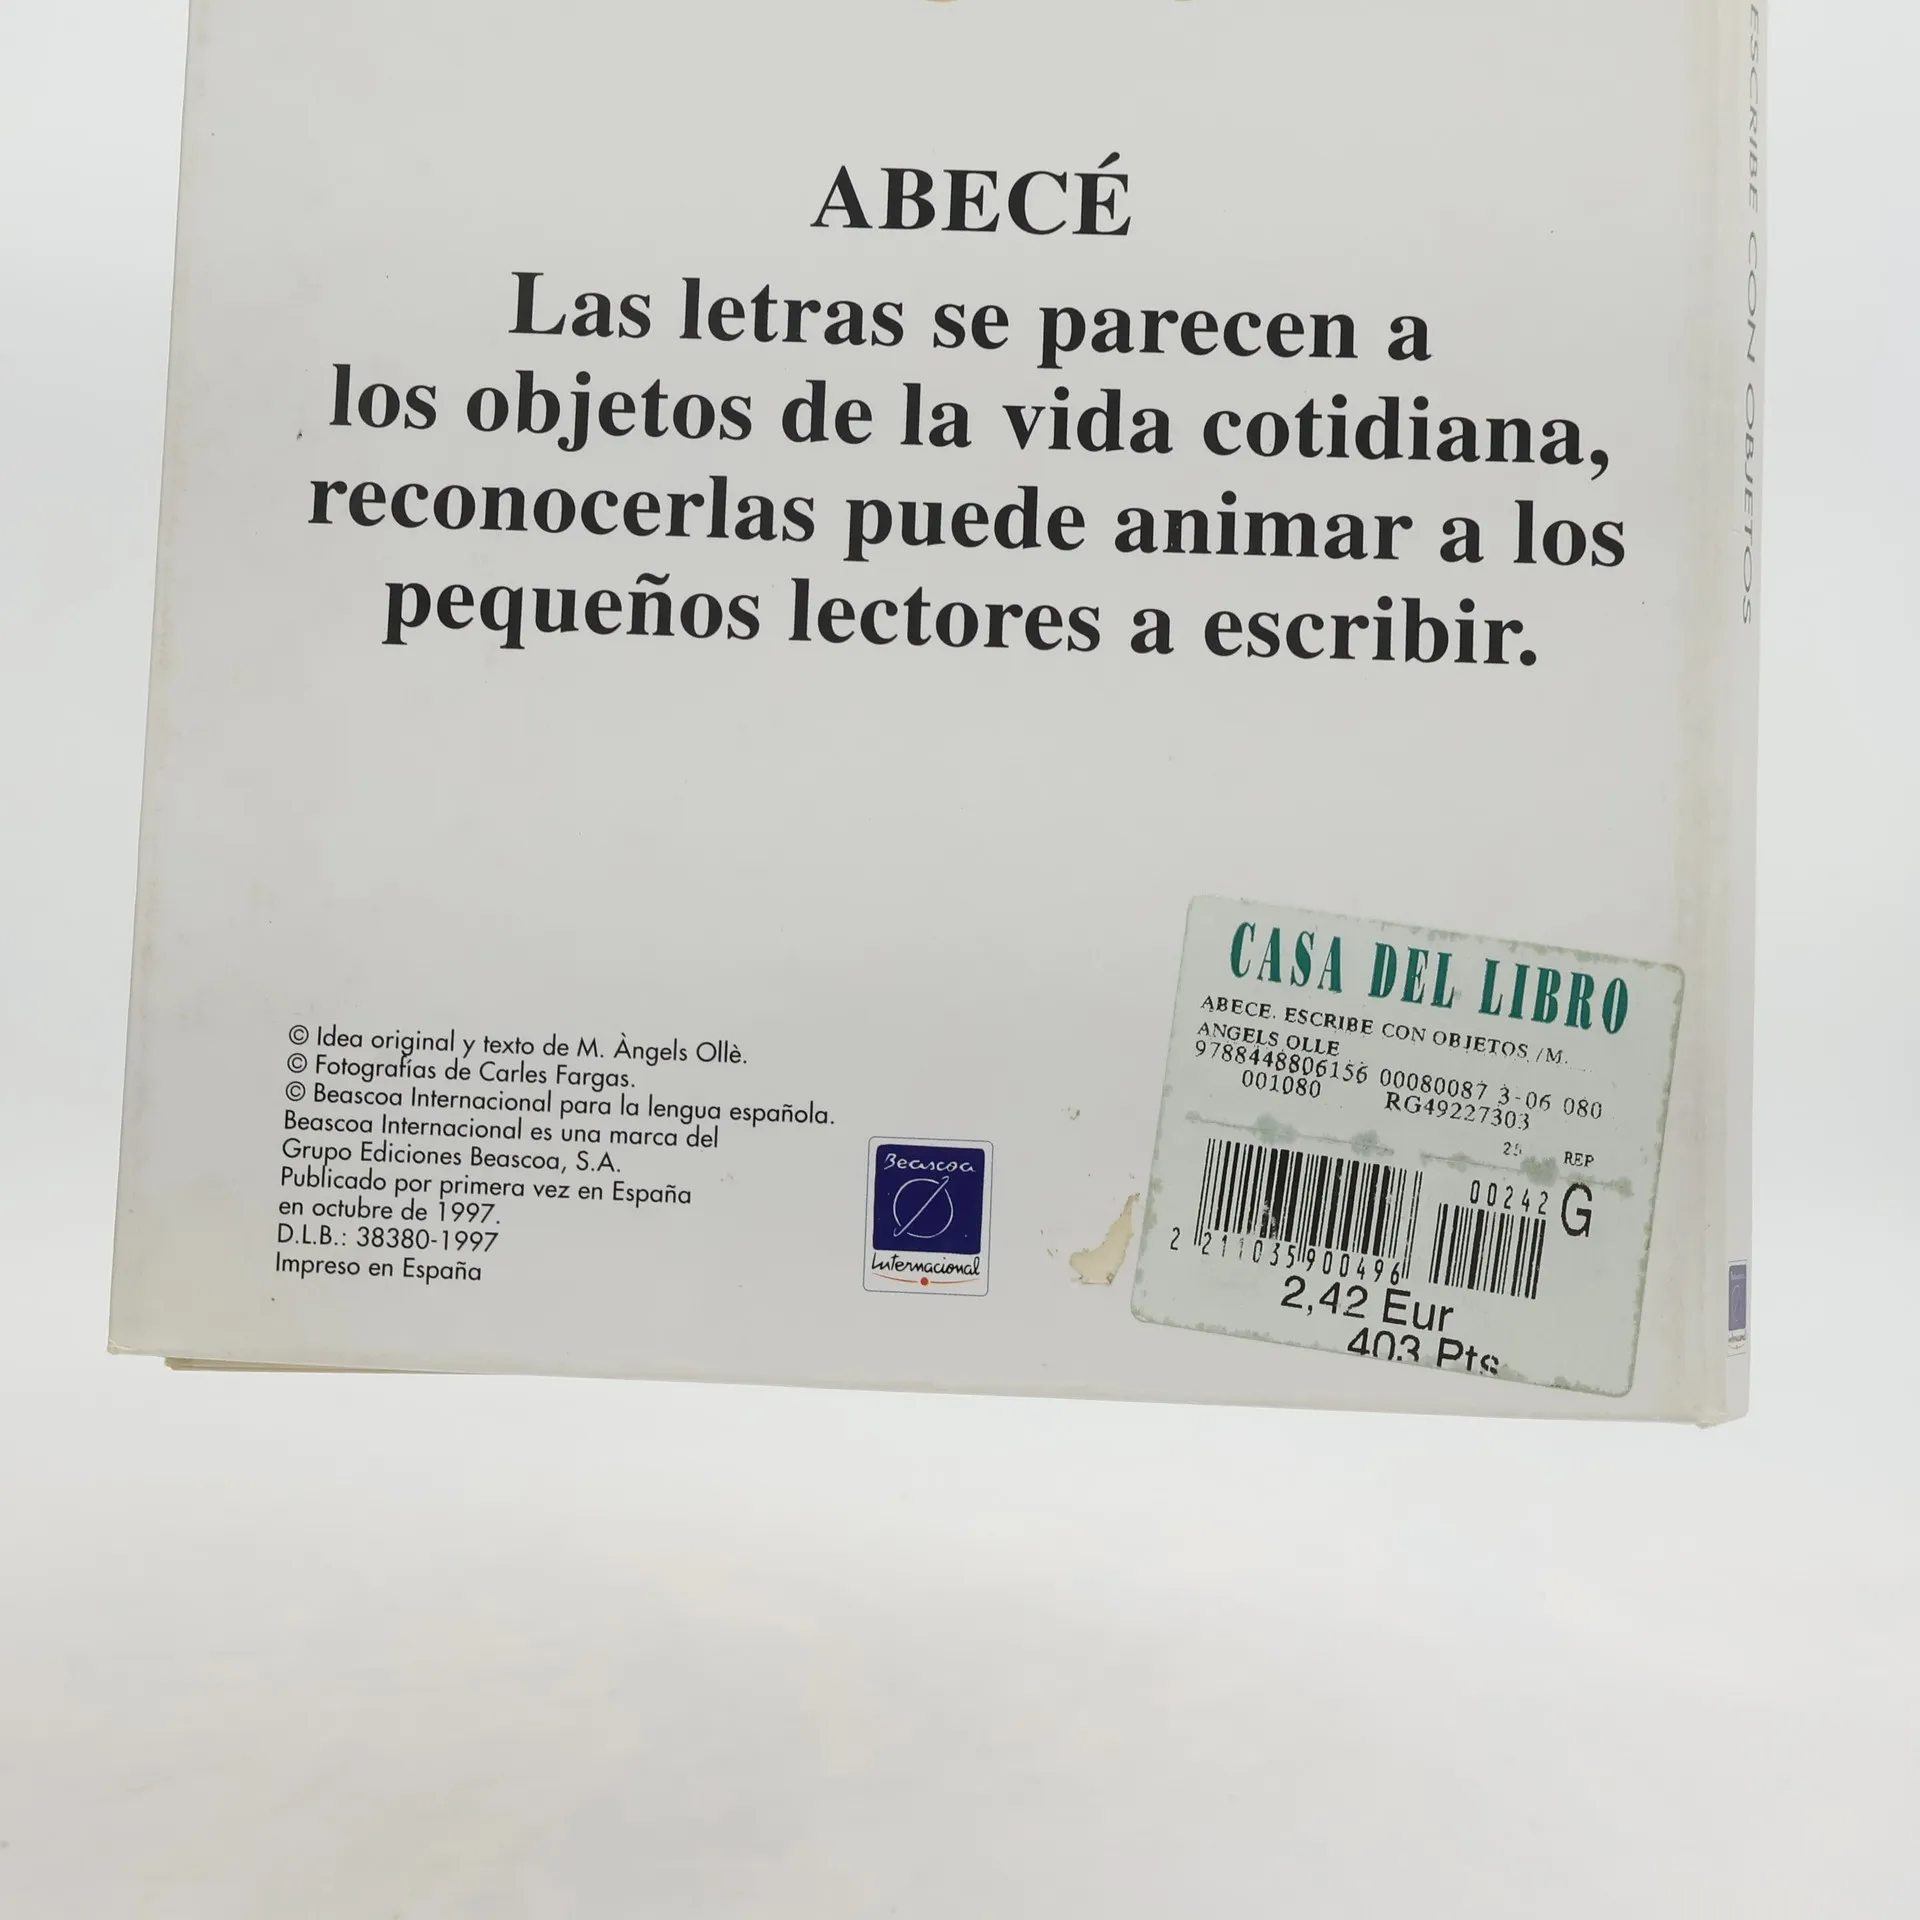 ABECÉ
Las letras se parecen a
los objetos de la vida cotidiana,
reconocerlas puede animar a los
pequeños lectores a escribir.
© Idea original y texto de M. Àngels Ollè.
© Fotografías de Carles Fargas.
© Beascoa Internacional para la lengua española.
Beascoa Internacional es una marca del
Grupo Ediciones Beascoa, S.A.
Publicado por primera vez en España
en octubre de 1997.
D.L.B.: 38380-1997
Impreso en España
Beascoa
Internacional
CASA DEL LIBRO
ABECE. ESCRIBE CON OBJETOS /M.
ANGELS OLLE
9788448806156 00080087 3-06 080
001080 RG49227303
REP
00242 G
2 211035 900496
2,42 Eur
403 Pts
ESCRIBE CON OBJETOS